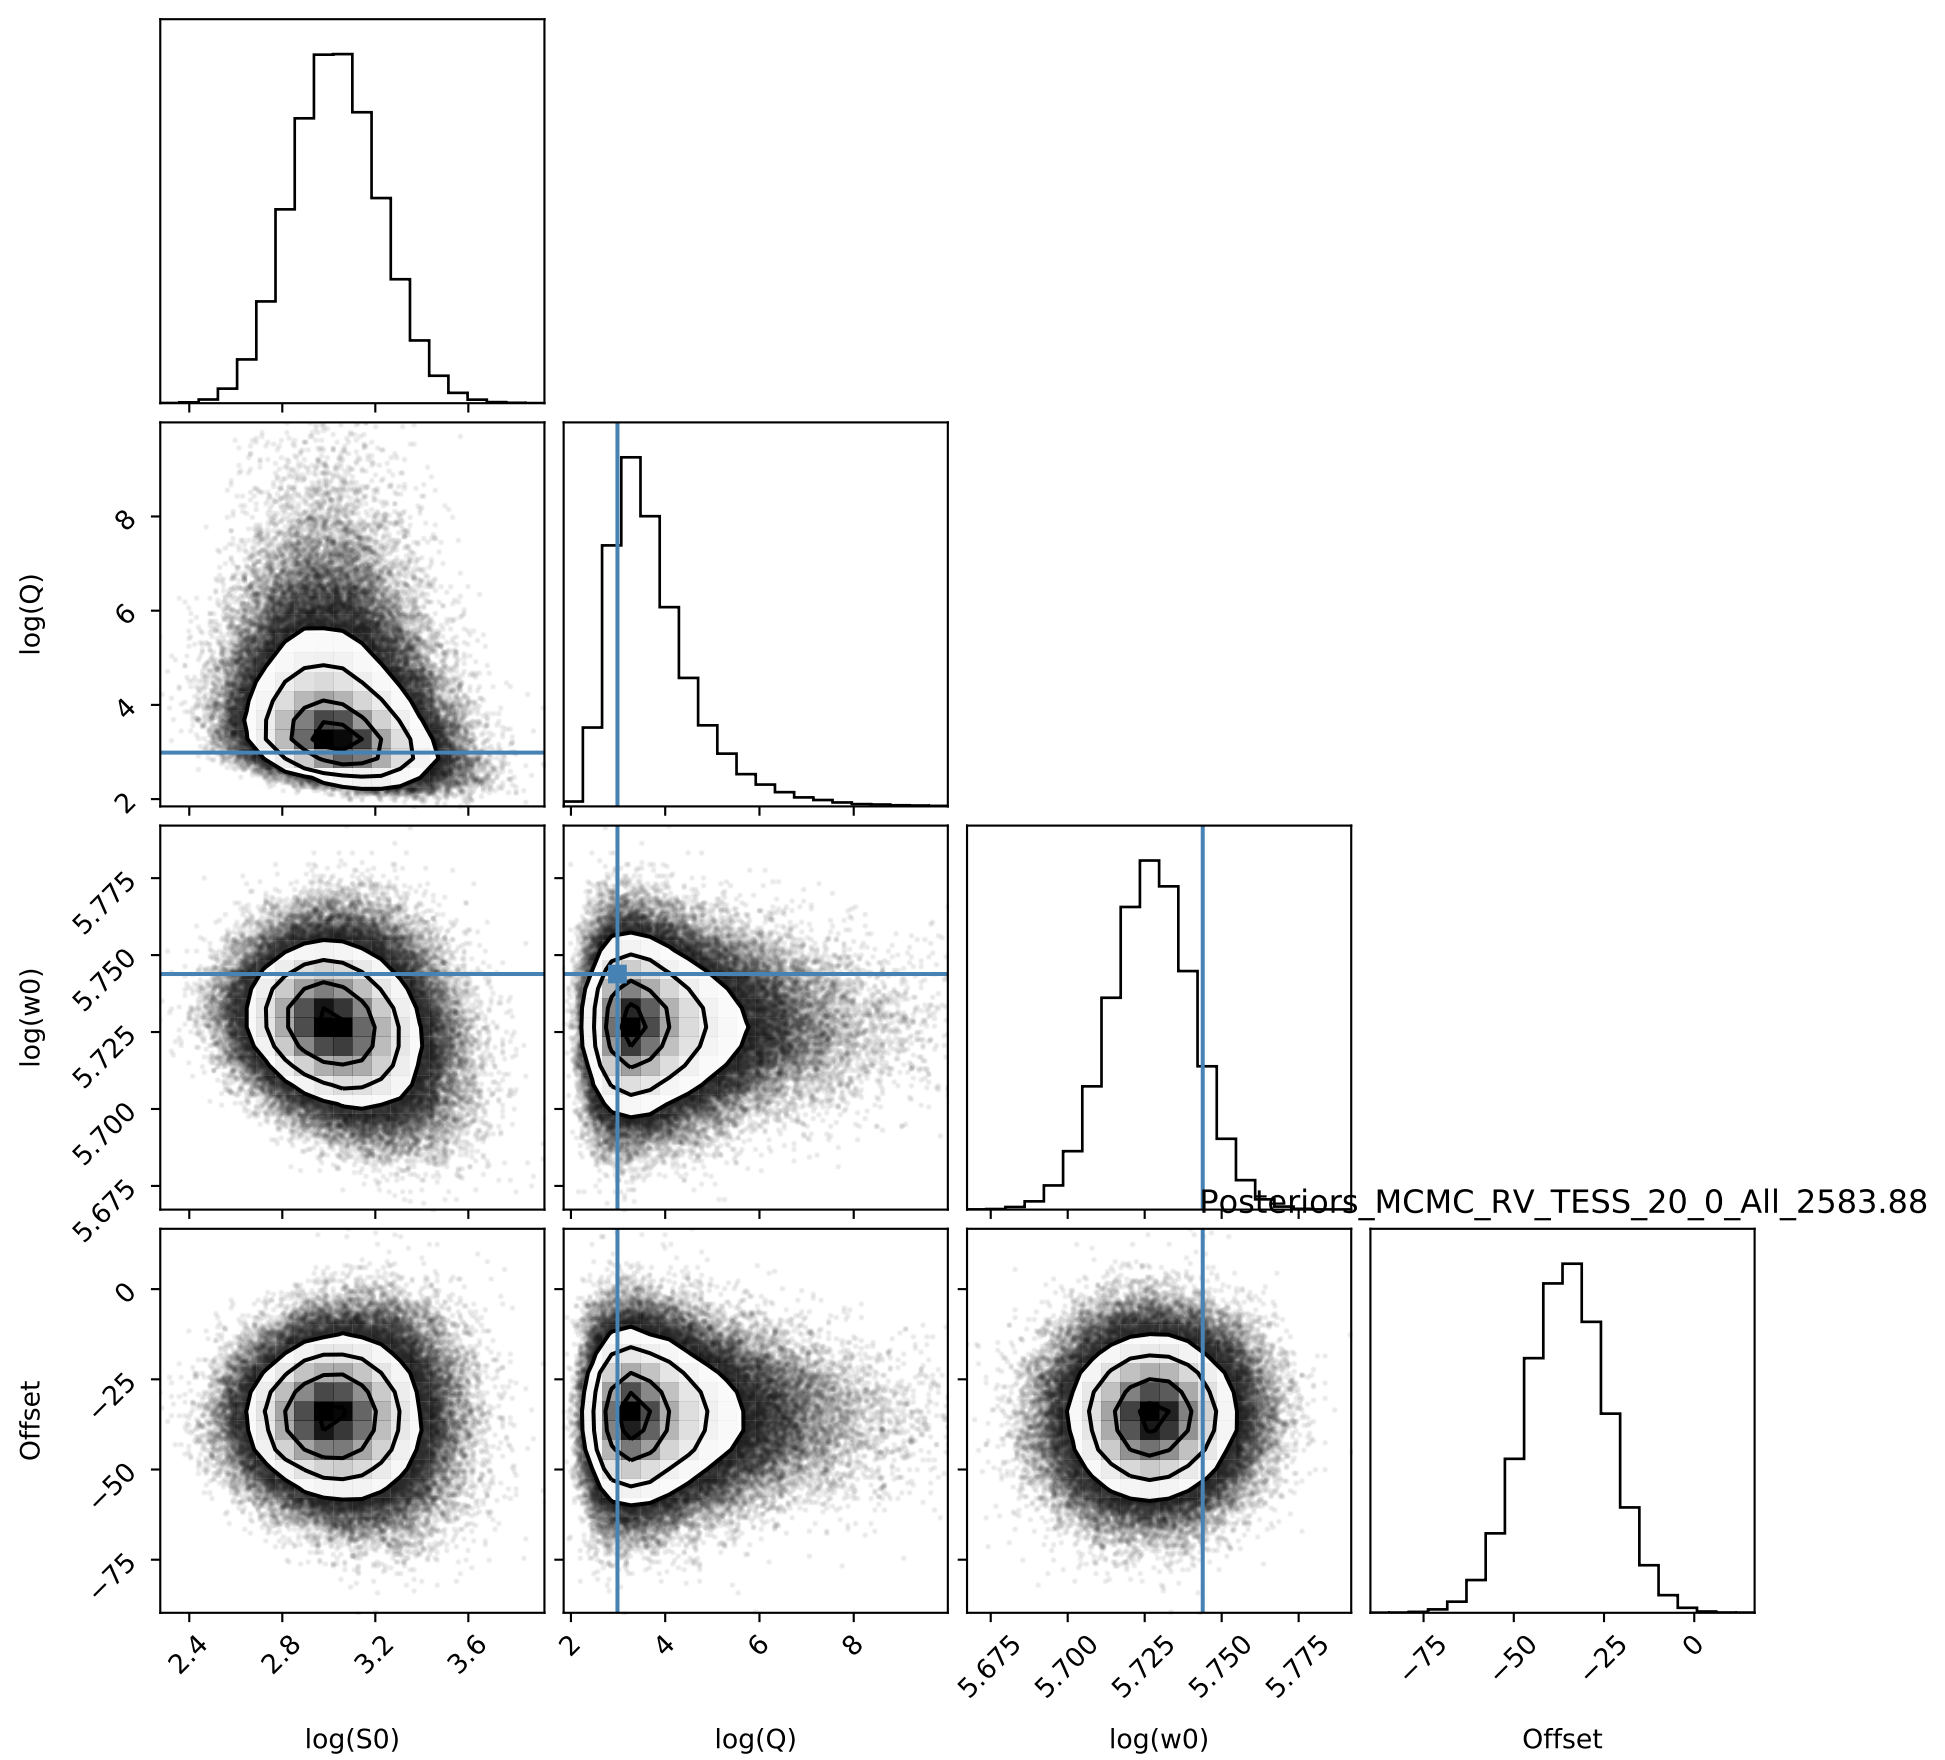 log(Q)
8
6
4
2
log(w0)
5.775
5.750
5.725
5.700
5.675
Posteriors_MCMC_RV_TESS_20_0_All_2583.88
Offset
0
−25
−50
−75
2.4 2.8 3.2 3.6
2 4 6 8
5.675 5.700 5.725 5.750 5.775
−75 −50 −25 0
log(S0) log(Q) log(w0) Offset